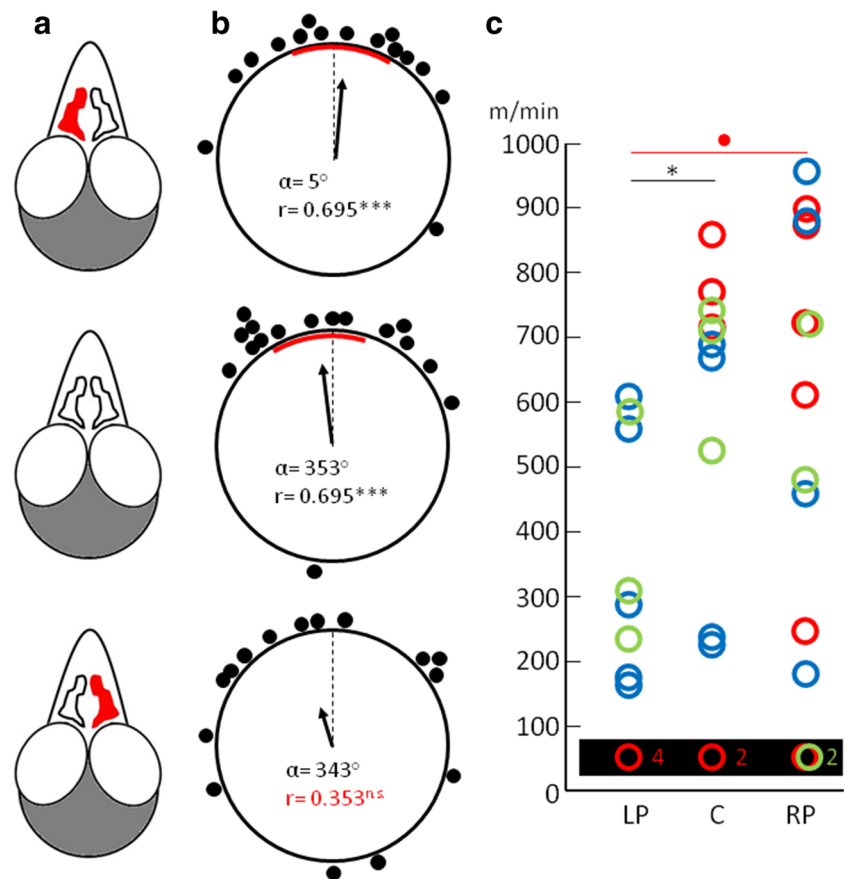 a
b
c
α= 5°
r= 0.695***
α= 353°
r= 0.695***
α= 343°
r= 0.353n.s.
m/min
1000
*
900
800
700
600
500
400
300
200
100
4 2 2
0
LP C RP